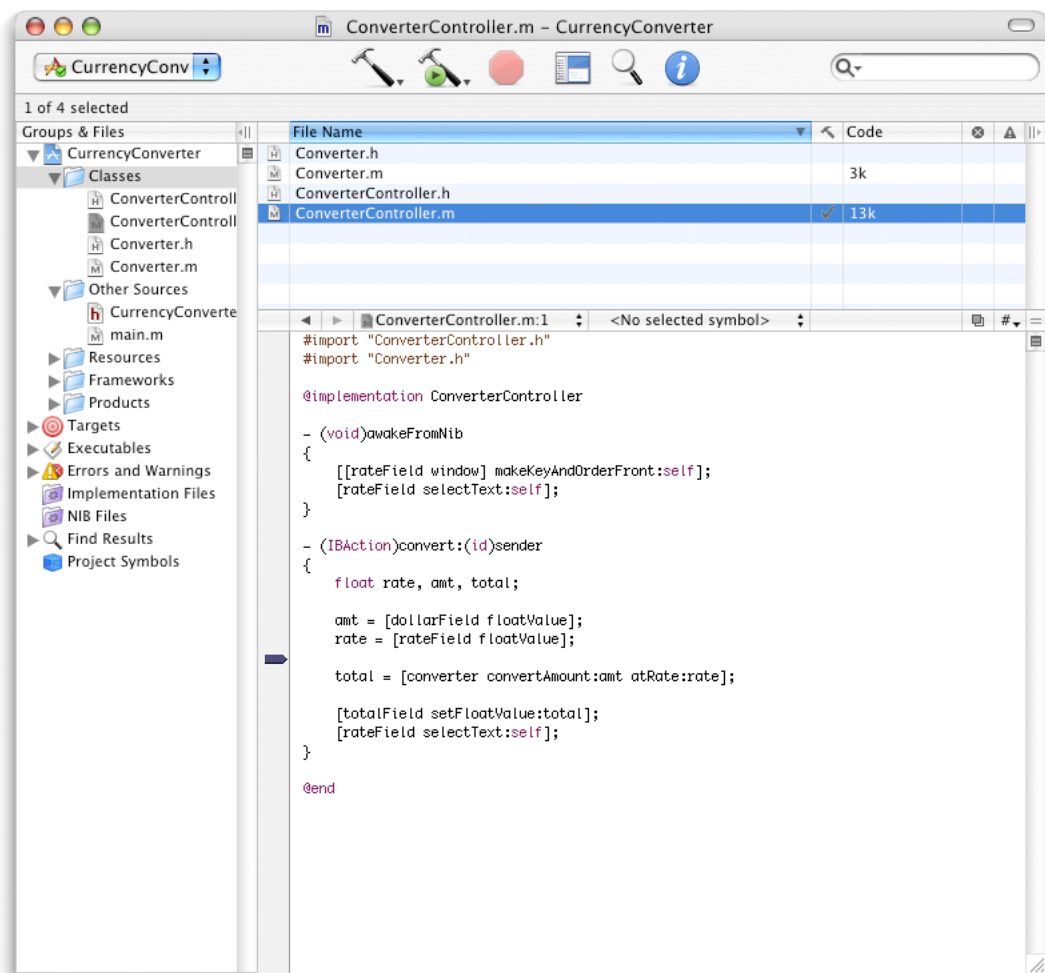 ConverterController.m – CurrencyConverter
CurrencyConv
1 of 4 selected
Groups & Files
CurrencyConverter
Classes
ConverterControll
ConverterControll
Converter.h
Converter.m
Other Sources
CurrencyConverte
main.m
Resources
Frameworks
Products
Targets
Executables
Errors and Warnings
Implementation Files
NIB Files
Find Results
Project Symbols
File Name Code
Converter.h
Converter.m 3k
ConverterController.h
ConverterController.m 13k
ConverterController.m:1 <No selected symbol> #
#import "ConverterController.h"
#import "Converter.h"
@implementation ConverterController
- (void)awakeFromNib
{
[[rateField window] makeKeyAndOrderFront:self];
[rateField selectText:self];
}
- (IBAction)convert:(id)sender
{
float rate, amt, total;
amt = [dollarField floatValue];
rate = [rateField floatValue];
total = [converter convertAmount:amt atRate:rate];
[totalField setFloatValue:total];
[rateField selectText:self];
}
@end